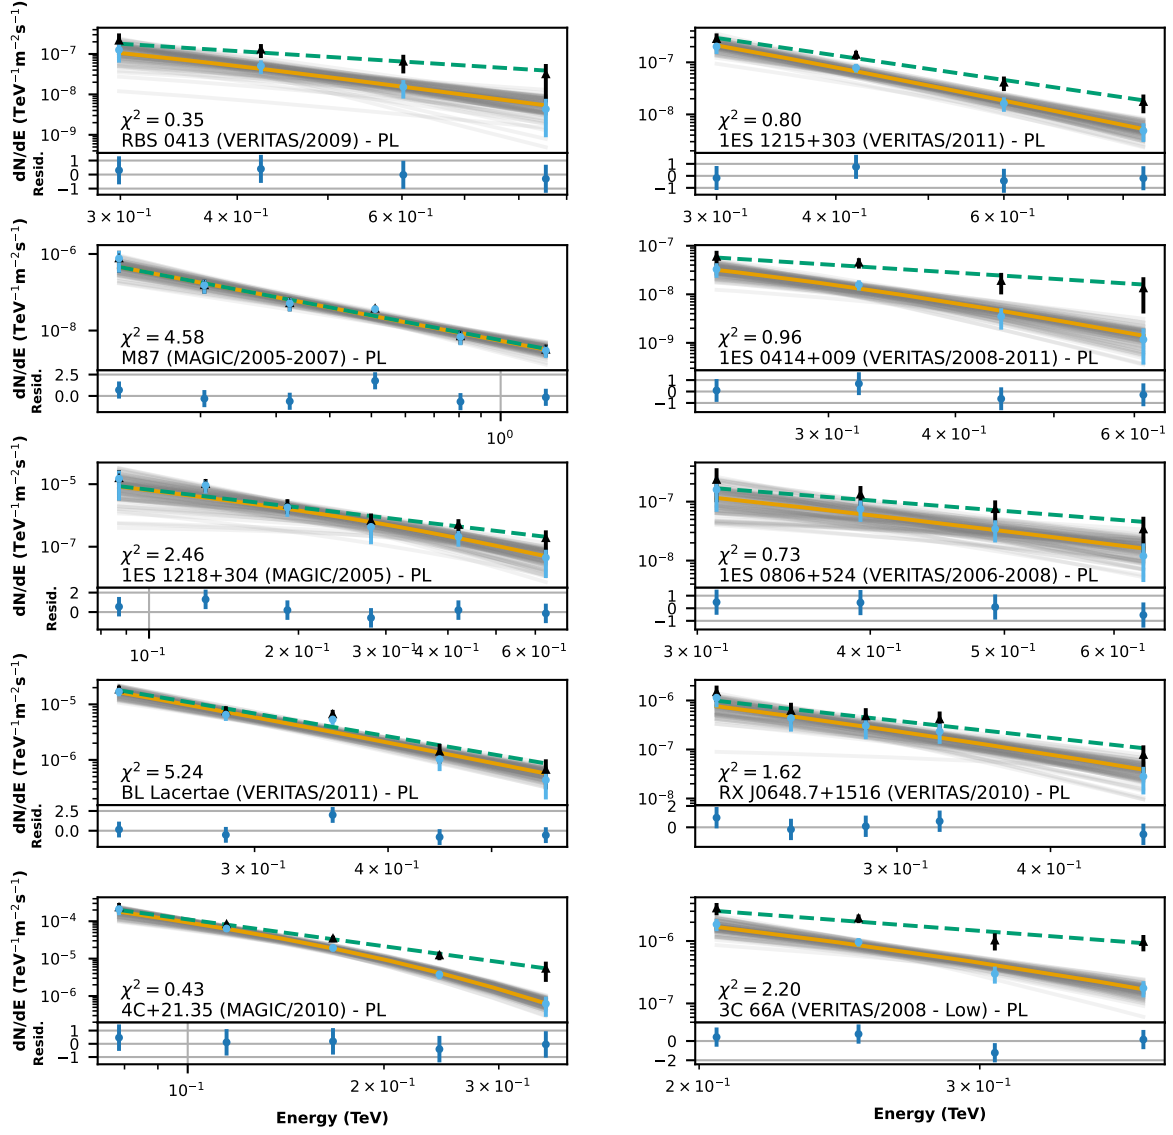 dN/dE (TeV⁻¹m⁻²s⁻¹)
10⁻⁷
10⁻⁸
10⁻⁹
χ² = 0.35
RBS 0413 (VERITAS/2009) - PL
Resid.
1
0
−1
3 × 10⁻¹ 4 × 10⁻¹ 6 × 10⁻¹
10⁻⁷
10⁻⁸
χ² = 0.80
1ES 1215+303 (VERITAS/2011) - PL
1
0
−1
3 × 10⁻¹ 4 × 10⁻¹ 6 × 10⁻¹
dN/dE (TeV⁻¹m⁻²s⁻¹)
10⁻⁶
10⁻⁸
χ² = 4.58
M87 (MAGIC/2005-2007) - PL
Resid.
2.5
0.0
10⁰
10⁻⁷
10⁻⁸
10⁻⁹
χ² = 0.96
1ES 0414+009 (VERITAS/2008-2011) - PL
1
0
−1
3 × 10⁻¹ 4 × 10⁻¹ 6 × 10⁻¹
dN/dE (TeV⁻¹m⁻²s⁻¹)
10⁻⁵
10⁻⁷
χ² = 2.46
1ES 1218+304 (MAGIC/2005) - PL
Resid.
2
0
10⁻¹ 2 × 10⁻¹ 3 × 10⁻¹ 4 × 10⁻¹ 6 × 10⁻¹
10⁻⁷
10⁻⁸
χ² = 0.73
1ES 0806+524 (VERITAS/2006-2008) - PL
1
0
−1
3 × 10⁻¹ 4 × 10⁻¹ 5 × 10⁻¹ 6 × 10⁻¹
dN/dE (TeV⁻¹m⁻²s⁻¹)
10⁻⁵
10⁻⁶
χ² = 5.24
BL Lacertae (VERITAS/2011) - PL
Resid.
2.5
0.0
3 × 10⁻¹ 4 × 10⁻¹
10⁻⁶
10⁻⁷
10⁻⁸
χ² = 1.62
RX J0648.7+1516 (VERITAS/2010) - PL
2
0
3 × 10⁻¹ 4 × 10⁻¹
dN/dE (TeV⁻¹m⁻²s⁻¹)
10⁻⁴
10⁻⁵
10⁻⁶
χ² = 0.43
4C+21.35 (MAGIC/2010) - PL
Resid.
1
0
−1
10⁻¹ 2 × 10⁻¹ 3 × 10⁻¹
Energy (TeV)
10⁻⁶
10⁻⁷
χ² = 2.20
3C 66A (VERITAS/2008 - Low) - PL
0
−2
2 × 10⁻¹ 3 × 10⁻¹
Energy (TeV)